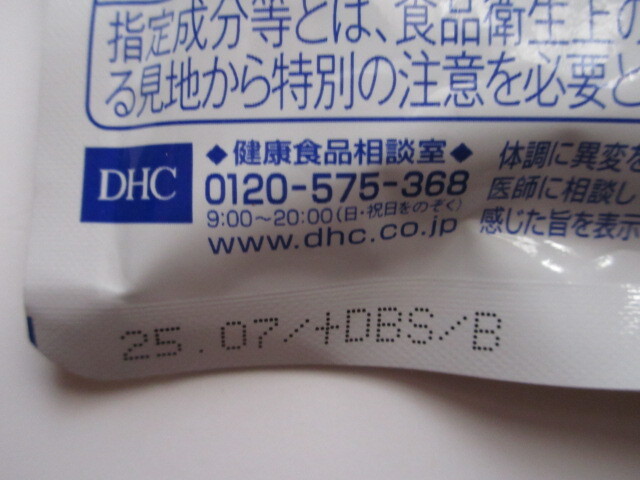 指定成分等とは、食品衛生上の
る見地から特別の注意を必要と
DHC
◆健康食品相談室◆
0120-575-368
9:00～20:00(日・祝日をのぞく)
www.dhc.co.jp
体調に異変を
医師に相談し
感じた旨を表示
25.07/+DBS/B